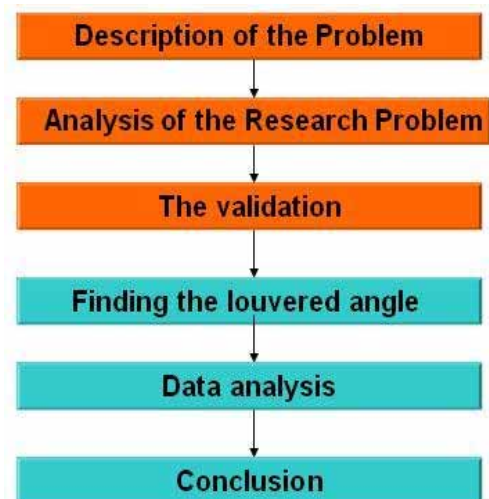 Description of the Problem
Analysis of the Research Problem
The validation
Finding the louvered angle
Data analysis
Conclusion